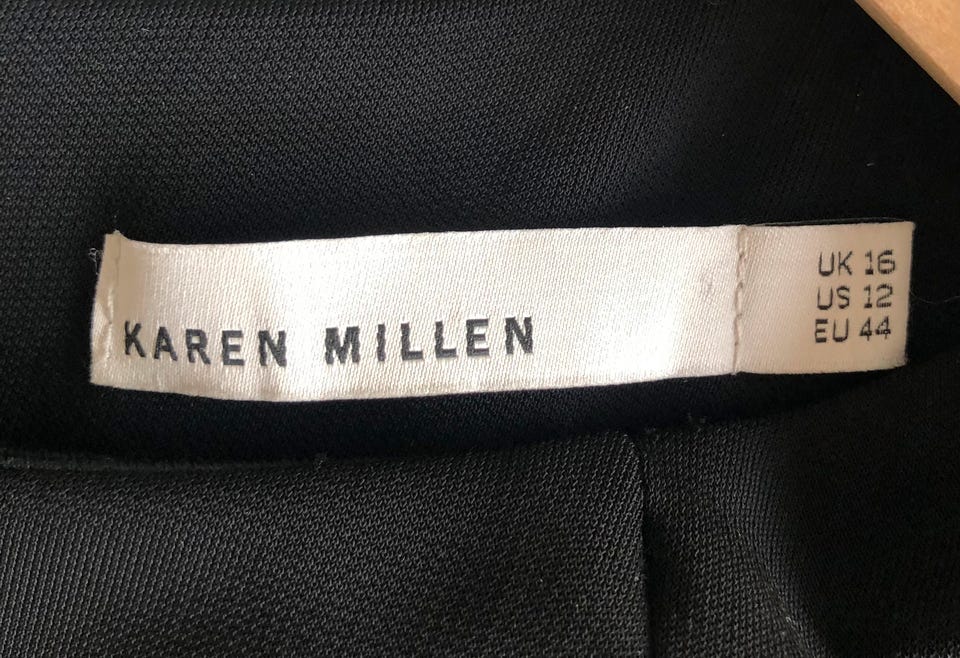 KAREN MILLEN
UK 16
US 12
EU 44